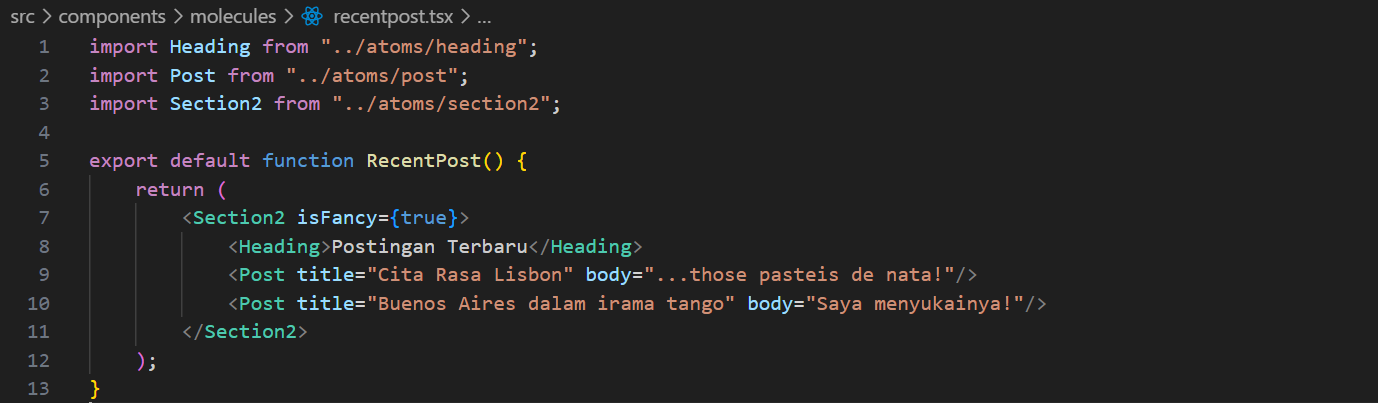 src > components > molecules > recentpost.tsx > ...
1 import Heading from "../atoms/heading";
2 import Post from "../atoms/post";
3 import Section2 from "../atoms/section2";
4
5 export default function RecentPost() {
6     return (
7         <Section2 isFancy={true}>
8             <Heading>Postingan Terbaru</Heading>
9             <Post title="Cita Rasa Lisbon" body="...those pasteis de nata!"/>
10             <Post title="Buenos Aires dalam irama tango" body="Saya menyukainya!"/>
11         </Section2>
12     );
13 }